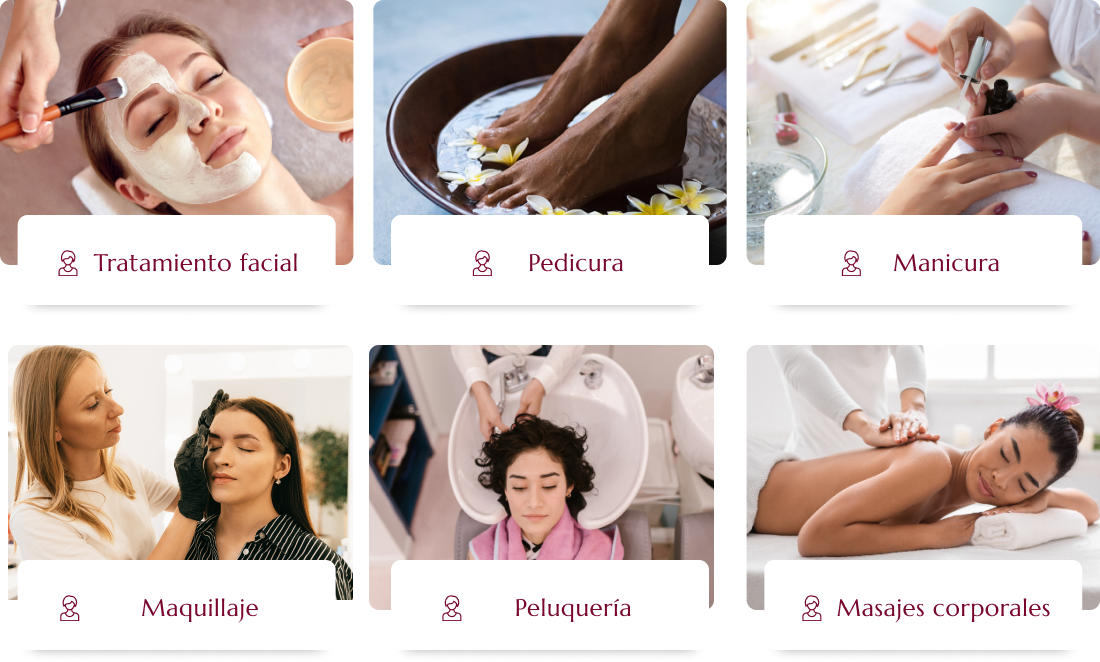 Tratamiento facial
Pedicura
Manicura
Maquillaje
Peluquería
Masajes corporales